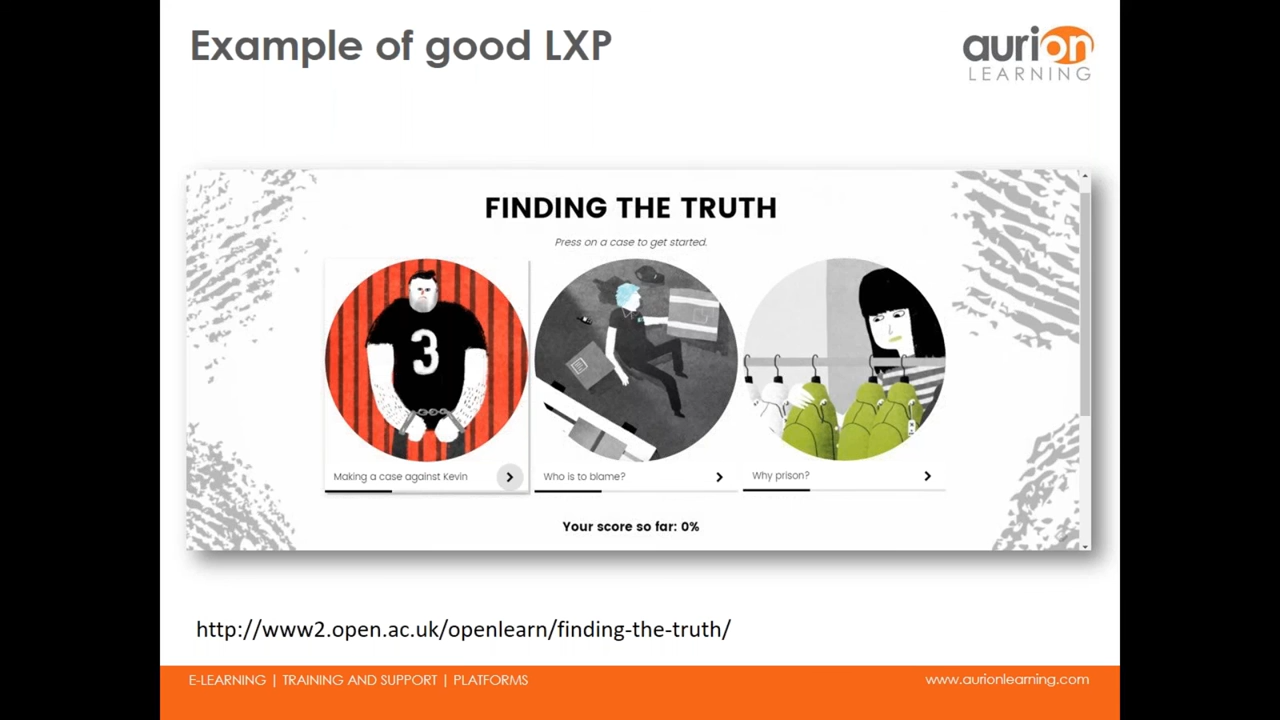 Example of good LXP
aurion
LEARNING
FINDING THE TRUTH
Press on a case to get started.
3
Making a case against Kevin
Who is to blame?
Why prison?
Your score so far: 0%
http://www2.open.ac.uk/openlearn/finding-the-truth/
E-LEARNING | TRAINING AND SUPPORT | PLATFORMS
www.aurionlearning.com